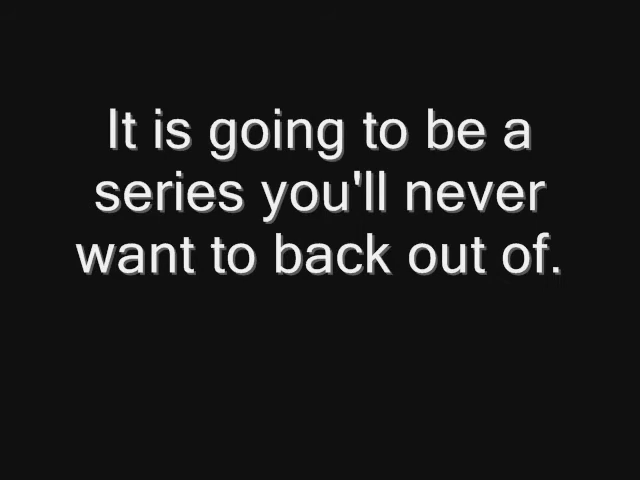 It is going to be a
series you'll never
want to back out of.